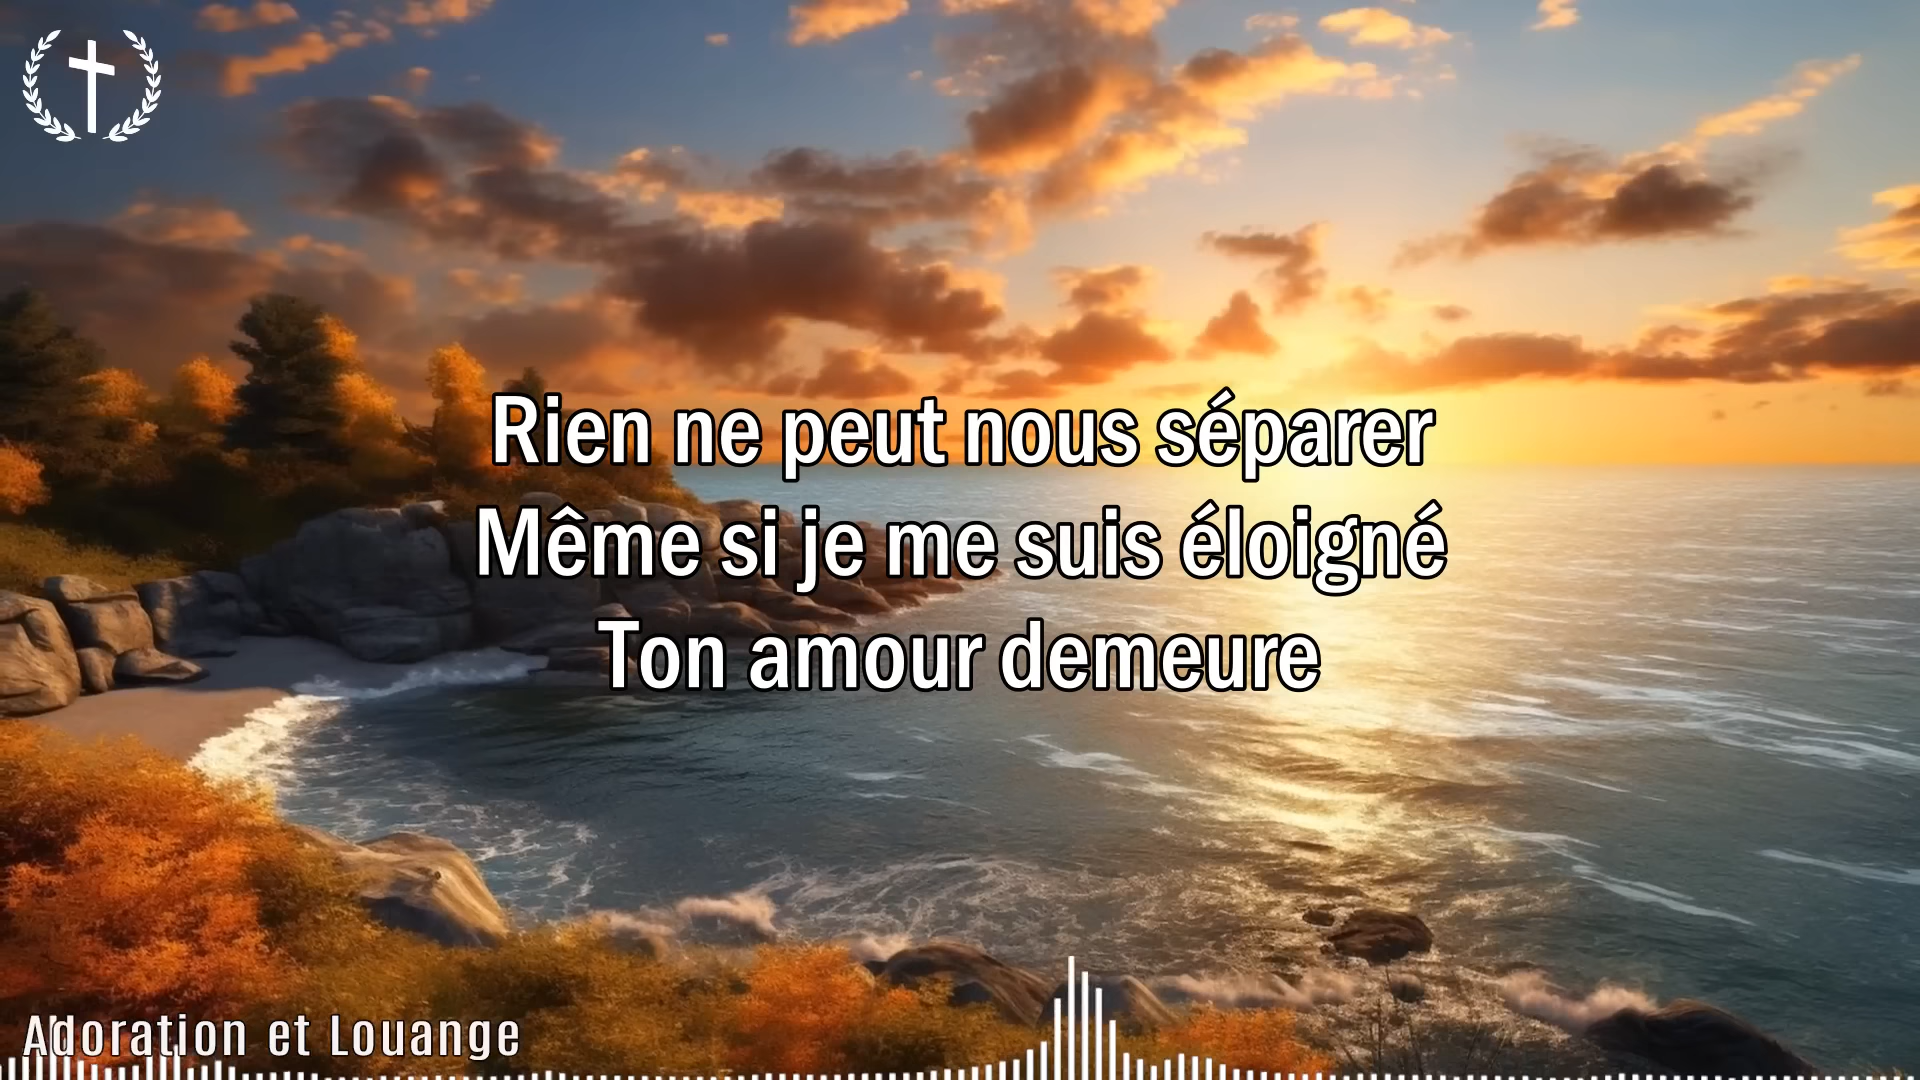 Rien ne peut nous séparer
Même si je me suis éloigné
Ton amour demeure
Adoration et Louange